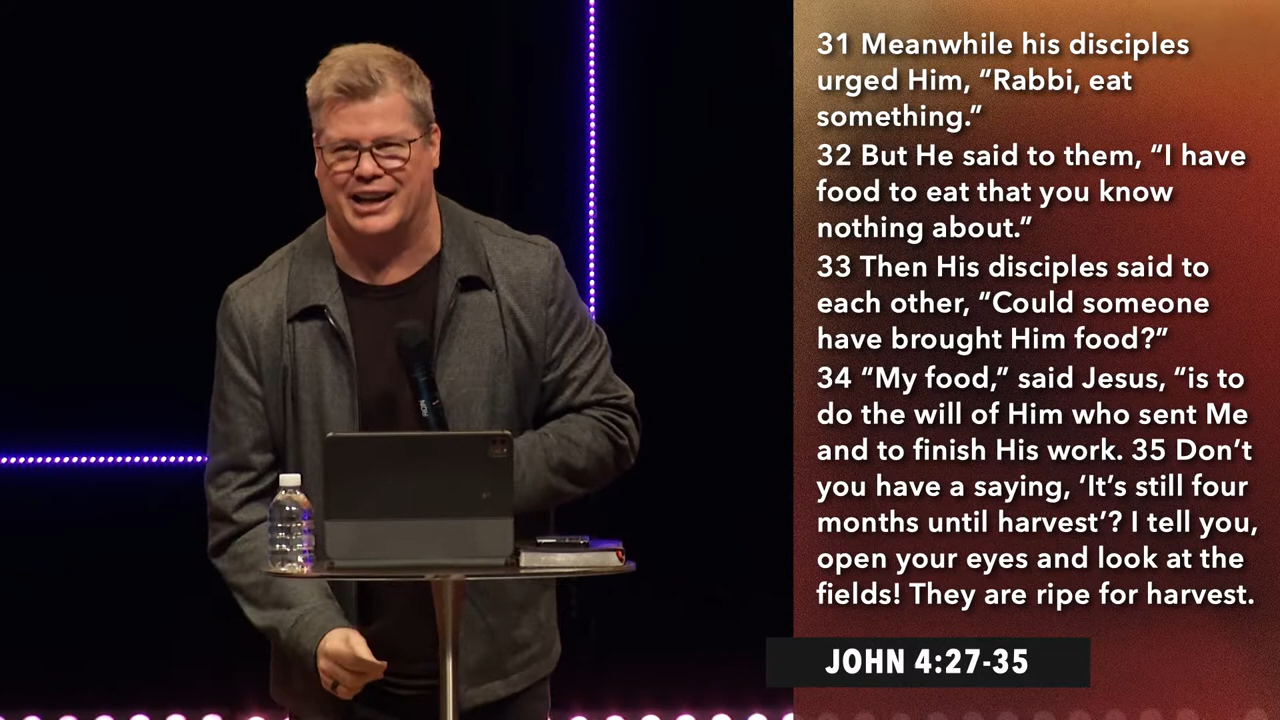 31 Meanwhile his disciples
urged Him, “Rabbi, eat
something.”
32 But He said to them, “I have
food to eat that you know
nothing about.”
33 Then His disciples said to
each other, “Could someone
have brought Him food?”
34 “My food,” said Jesus, “is to
do the will of Him who sent Me
and to finish His work. 35 Don’t
you have a saying, ‘It’s still four
months until harvest’? I tell you,
open your eyes and look at the
fields! They are ripe for harvest.
JOHN 4:27-35